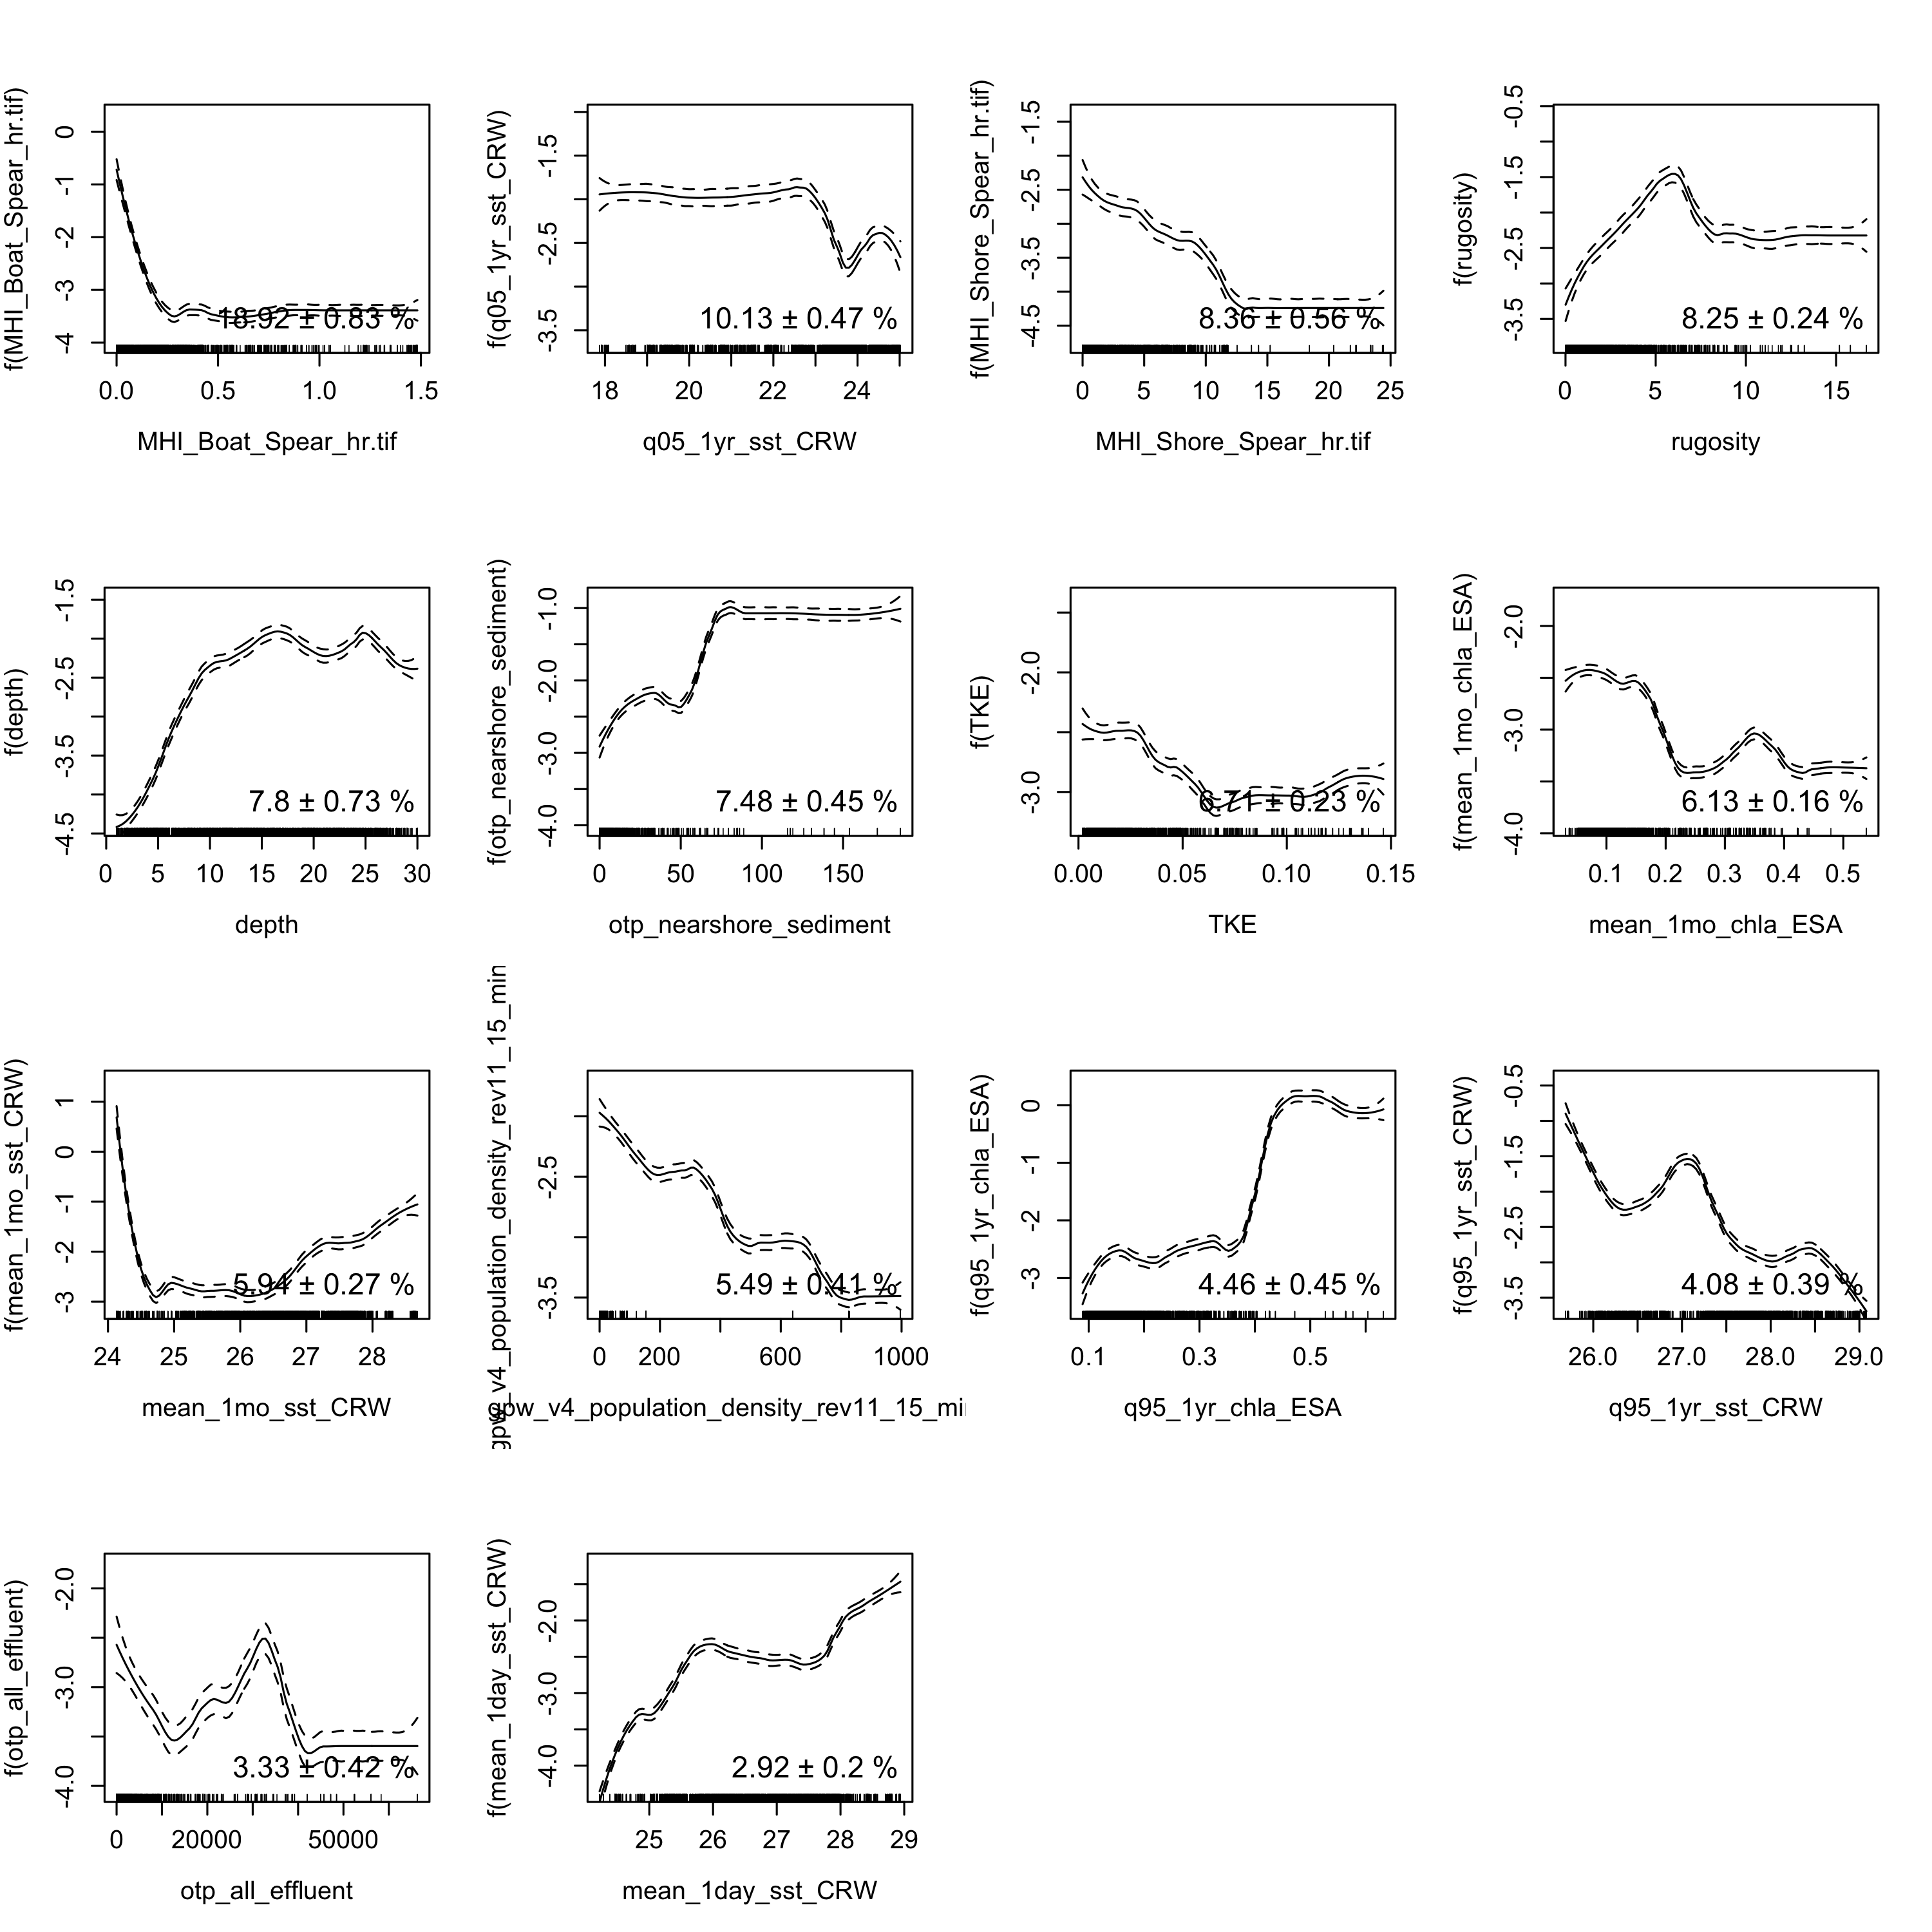 f(MHI_Boat_Spear_hr.tif)
0
-1
-2
-3
-4
18.92 ± 0.83 %
0.0 0.5 1.0 1.5
MHI_Boat_Spear_hr.tif
f(q05_1yr_sst_CRW)
-1.5
-2.5
-3.5
10.13 ± 0.47 %
18 20 22 24
q05_1yr_sst_CRW
f(MHI_Shore_Spear_hr.tif)
-1.5
-2.5
-3.5
-4.5
8.36 ± 0.56 %
0 5 10 15 20 25
MHI_Shore_Spear_hr.tif
f(rugosity)
-0.5
-1.5
-2.5
-3.5
8.25 ± 0.24 %
0 5 10 15
rugosity
f(depth)
-1.5
-2.5
-3.5
-4.5
7.8 ± 0.73 %
0 5 10 15 20 25 30
depth
f(otp_nearshore_sediment)
-1.0
-2.0
-3.0
-4.0
7.48 ± 0.45 %
0 50 100 150
otp_nearshore_sediment
f(TKE)
-2.0
-3.0
6.71 ± 0.23 %
0.00 0.05 0.10 0.15
TKE
f(mean_1mo_chla_ESA)
-2.0
-3.0
-4.0
6.13 ± 0.16 %
0.1 0.2 0.3 0.4 0.5
mean_1mo_chla_ESA
f(mean_1mo_sst_CRW)
1
0
-1
-2
-3
5.94 ± 0.27 %
24 25 26 27 28
mean_1mo_sst_CRW
gpw_v4_population_density_rev11_15_min
-2.5
-3.5
5.49 ± 0.41 %
0 200 600 1000
gpw_v4_population_density_rev11_15_mi
f(q95_1yr_chla_ESA)
0
-1
-2
-3
4.46 ± 0.45 %
0.1 0.3 0.5
q95_1yr_chla_ESA
f(q95_1yr_sst_CRW)
-0.5
-1.5
-2.5
-3.5
4.08 ± 0.39 %
26.0 27.0 28.0 29.0
q95_1yr_sst_CRW
f(otp_all_effluent)
-2.0
-3.0
-4.0
3.33 ± 0.42 %
0 20000 50000
otp_all_effluent
f(mean_1day_sst_CRW)
-2.0
-3.0
-4.0
2.92 ± 0.2 %
25 26 27 28 29
mean_1day_sst_CRW